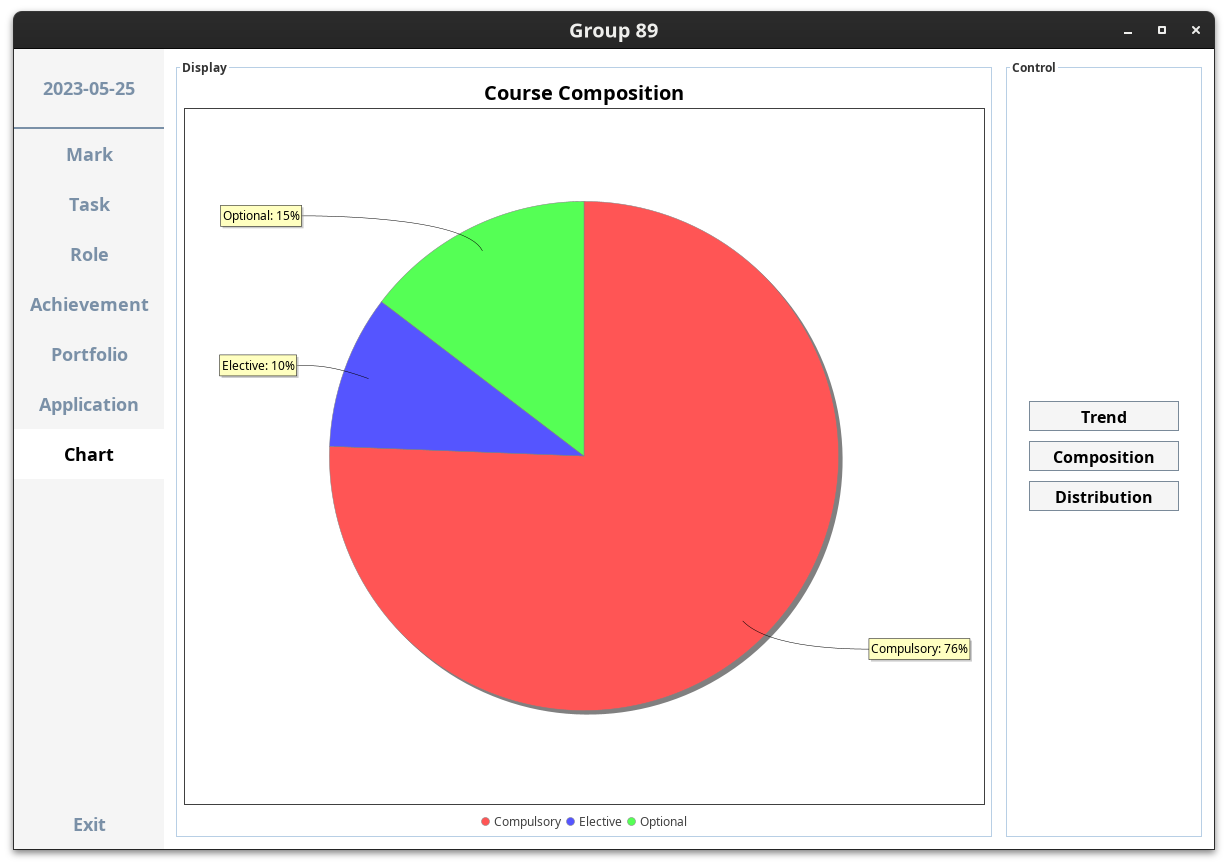 Group 89
2023-05-25
Mark
Task
Role
Achievement
Portfolio
Application
Chart
Exit
Display
Course Composition
Optional: 15%
Elective: 10%
Compulsory: 76%
Compulsory Elective Optional
Control
Trend
Composition
Distribution